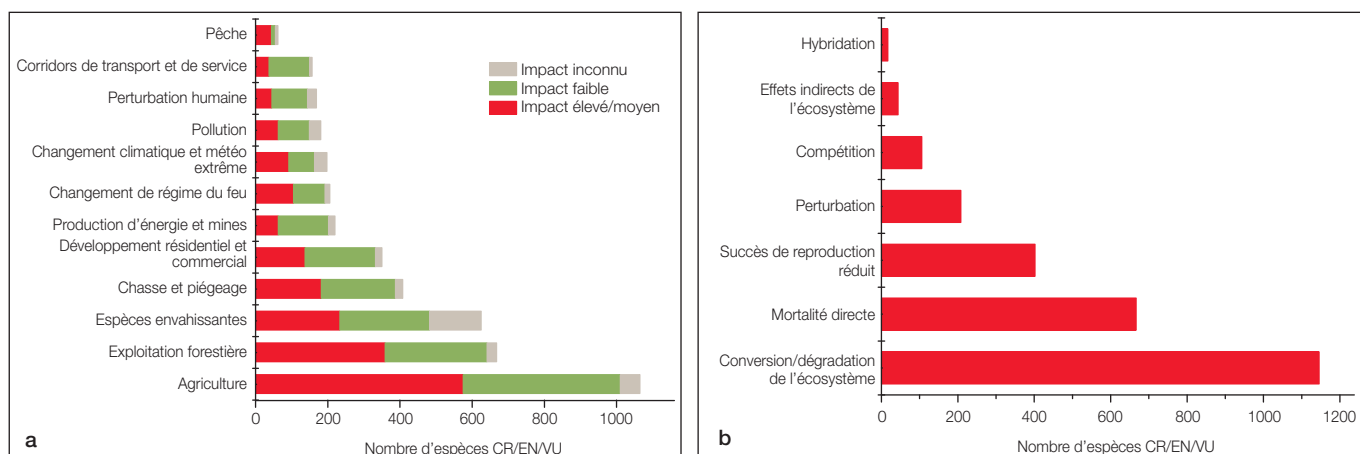 Pêche
Corridors de transport et de service
Perturbation humaine
Pollution
Changement climatique et météo
extrême
Changement de régime du feu
Production d'énergie et mines
Développement résidentiel et
commercial
Chasse et piégeage
Espèces envahissantes
Exploitation forestière
Agriculture
Impact inconnu
Impact faible
Impact élevé/moyen
0 200 400 600 800 1000
Nombre d'espèces CR/EN/VU
a
Hybridation
Effets indirects de
l'écosystème
Compétition
Perturbation
Succès de reproduction
réduit
Mortalité directe
Conversion/dégradation
de l'écosystème
0 200 400 600 800 1000 1200
Nombre d'espèces CR/EN/VU
b